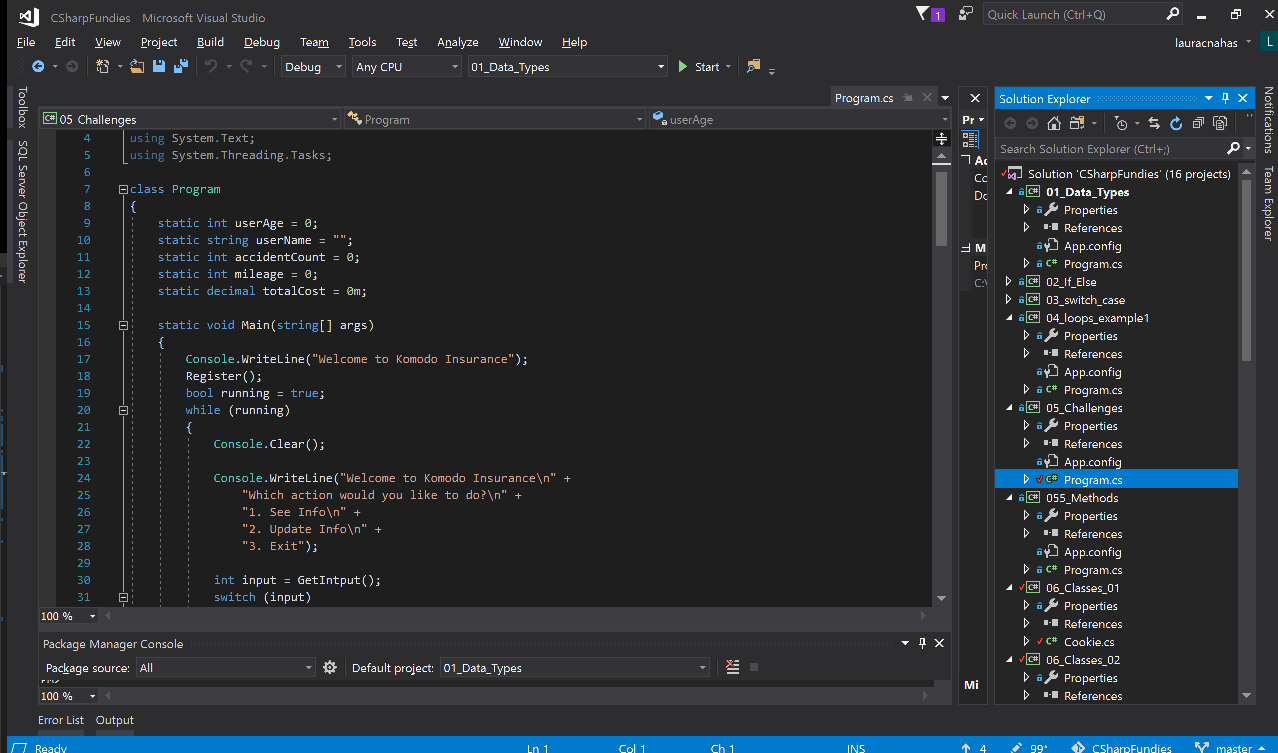 CSharpFundies Microsoft Visual Studio
1
Quick Launch (Ctrl+Q)
File Edit View Project Build Debug Team Tools Test Analyze Window Help
lauracnahas L
Debug Any CPU 01_Data_Types Start
Toolbox
SQL Server Object Explorer
Program.cs
C# 05 Challenges Program userAge
4 using System.Text;
5 using System.Threading.Tasks;
6
7 class Program
8 {
9 static int userAge = 0;
10 static string userName = "";
11 static int accidentCount = 0;
12 static int mileage = 0;
13 static decimal totalCost = 0m;
14
15 static void Main(string[] args)
16 {
17 Console.WriteLine("Welcome to Komodo Insurance");
18 Register();
19 bool running = true;
20 while (running)
21 {
22 Console.Clear();
23
24 Console.WriteLine("Welcome to Komodo Insurance\n" +
25 "Which action would you like to do?\n" +
26 "1. See Info\n" +
27 "2. Update Info\n" +
28 "3. Exit");
29
30 int input = GetIntput();
31 switch (input)
100 %
Package Manager Console
Package source: All Default project: 01_Data_Types
100 %
Error List Output
Pr
Ac
Co
Do
M
Pro
C:\
Mi
Solution Explorer
Search Solution Explorer (Ctrl+;)
Solution 'CSharpFundies' (16 projects)
C# 01_Data_Types
Properties
References
App.config
C# Program.cs
C# 02_If_Else
C# 03_switch_case
C# 04_loops_example1
Properties
References
App.config
C# Program.cs
C# 05_Challenges
Properties
References
App.config
C# Program.cs
C# 055_Methods
Properties
References
App.config
C# Program.cs
C# 06_Classes_01
Properties
References
C# Cookie.cs
C# 06_Classes_02
Properties
References
Notifications
Team Explorer
Ready Ln 1 Col 1 Ch 1 INS 4 99+ CSharpFundies master